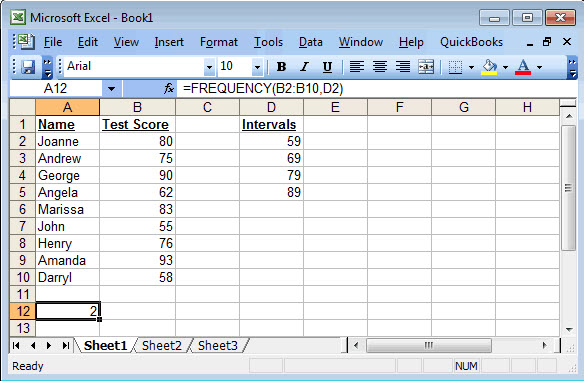 Microsoft Excel - Book1
File Edit View Insert Format Tools Data Window Help QuickBooks
Arial 10 B I U A
A12 fx =FREQUENCY(B2:B10,D2)
A B C D E F G H
1 Name Test Score Intervals
2 Joanne 80 59
3 Andrew 75 69
4 George 90 79
5 Angela 62 89
6 Marissa 83
7 John 55
8 Henry 76
9 Amanda 93
10 Darryl 58
11
12 2
13
Sheet1 Sheet2 Sheet3
Ready NUM